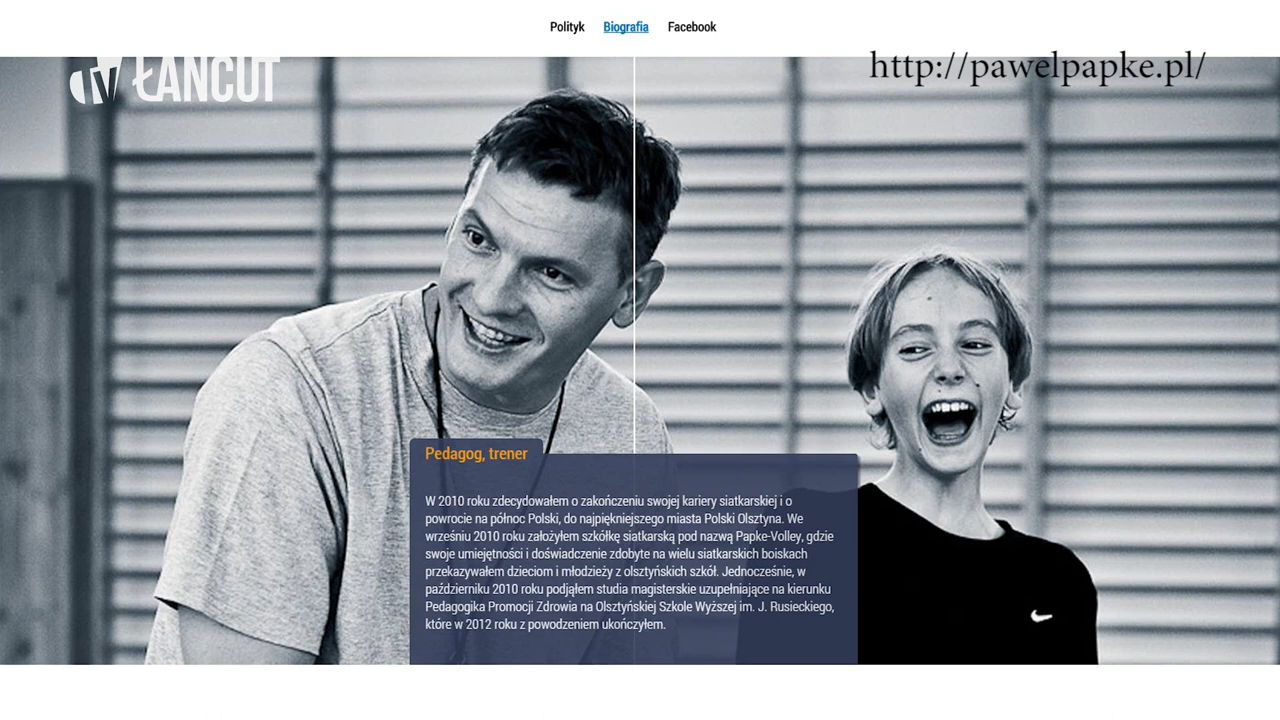 Polityk Biografia Facebook
http://pawelpapke.pl/
TV ŁAŃCUT
Pedagog, trener
W 2010 roku zdecydowałem o zakończeniu swojej kariery siatkarskiej i o
powrocie na północ Polski, do najpiękniejszego miasta Polski Olsztyna. We
wrześniu 2010 roku założyłem szkółkę siatkarską pod nazwą Papke-Volley, gdzie
swoje umiejętności i doświadczenie zdobyte na wielu siatkarskich boiskach
przekazywałem dzieciom i młodzieży z olsztyńskich szkół. Jednocześnie, w
październiku 2010 roku podjąłem studia magisterskie uzupełniające na kierunku
Pedagogika Promocji Zdrowia na Olsztyńskiej Szkole Wyższej im. J. Rusieckiego,
które w 2012 roku z powodzeniem ukończyłem.